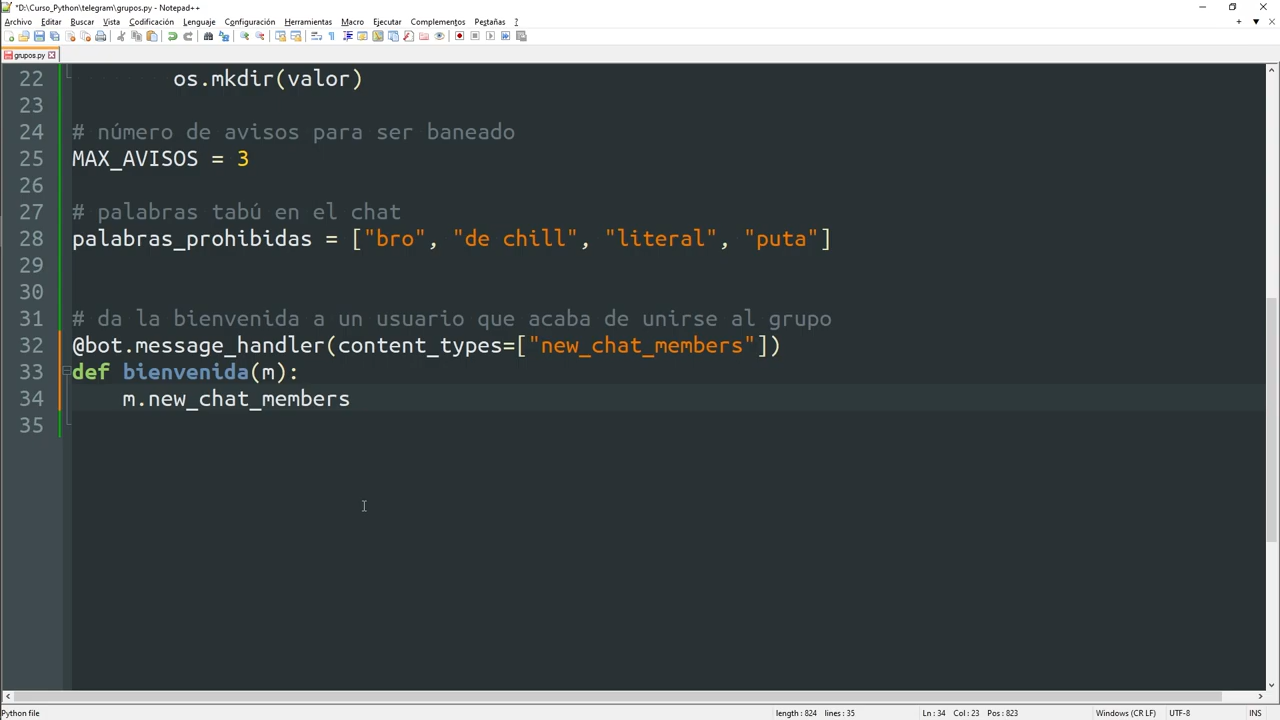 *D:\Curso_Python\telegram\grupos.py - Notepad++
Archivo Editar Buscar Vista Codificación Lenguaje Configuración Herramientas Macro Ejecutar Complementos Pestañas ?
grupos.py
22 os.mkdir(valor)
23
24 # número de avisos para ser baneado
25 MAX_AVISOS = 3
26
27 # palabras tabú en el chat
28 palabras_prohibidas = ["bro", "de chill", "literal", "puta"]
29
30
31 # da la bienvenida a un usuario que acaba de unirse al grupo
32 @bot.message_handler(content_types=["new_chat_members"])
33 def bienvenida(m):
34 m.new_chat_members
35
Python file length : 824 lines : 35 Ln : 34 Col : 23 Pos : 823 Windows (CR LF) UTF-8 INS